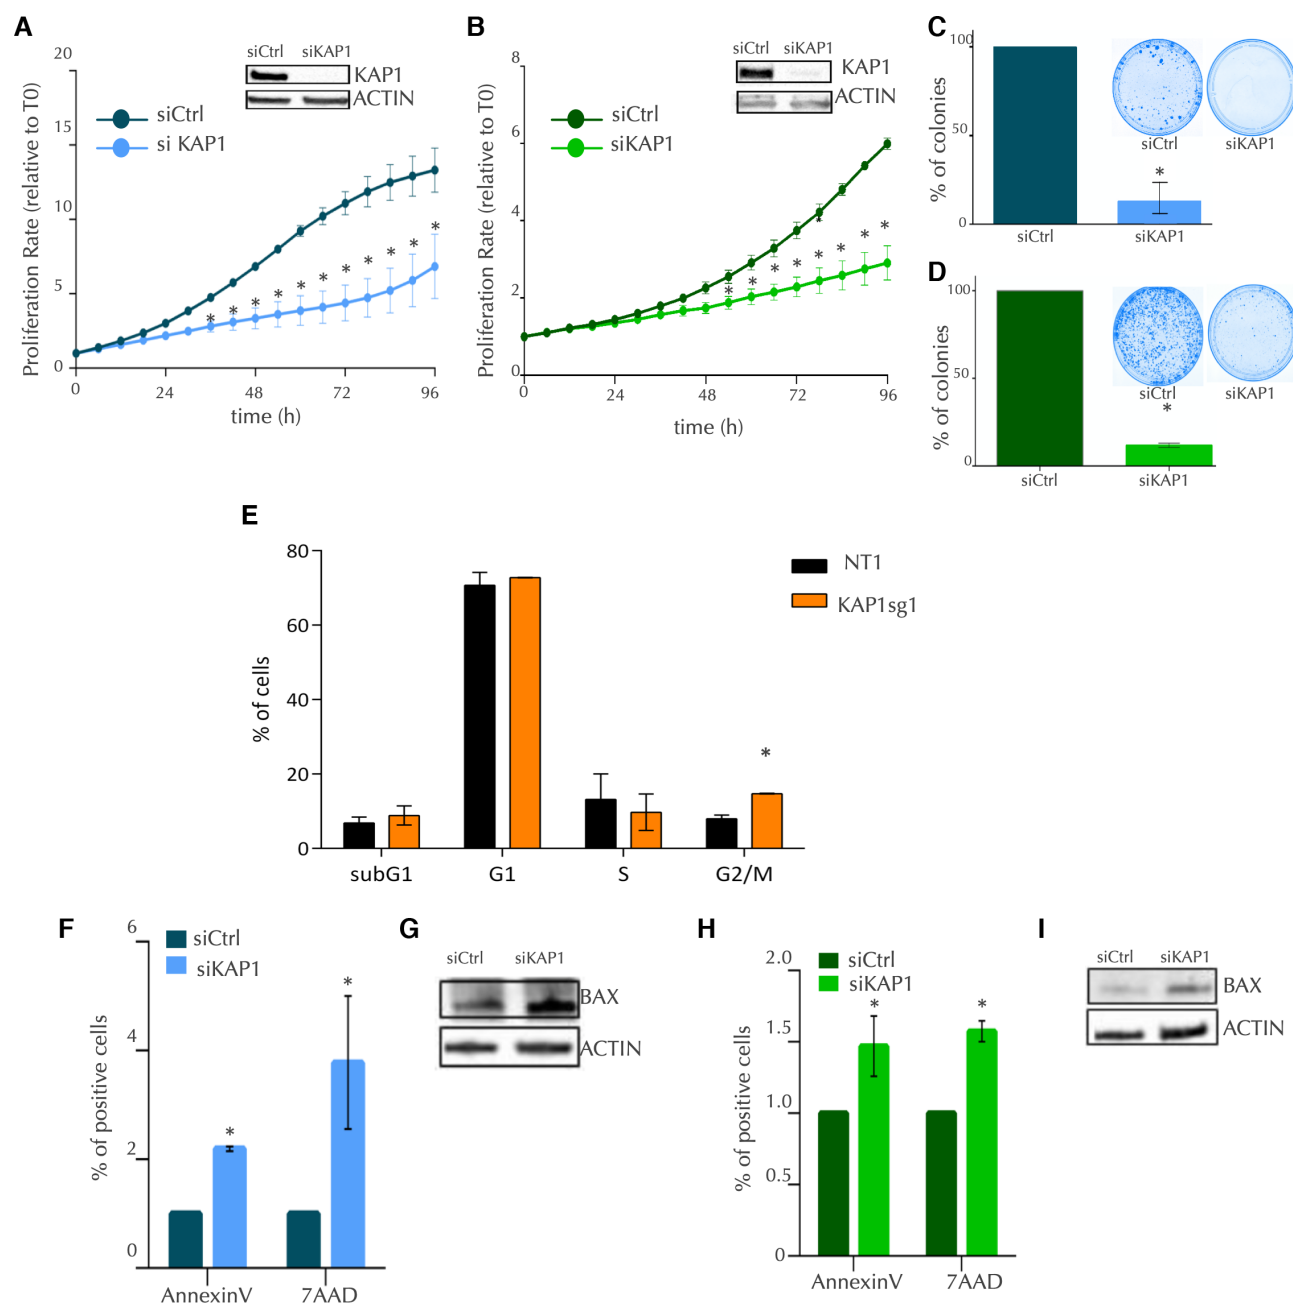 A
Proliferation Rate (relative to T0)
20
15
10
5
0
siCtrl
si KAP1
siCtrl siKAP1
KAP1
ACTIN
* * * * * * * * * * *
0 24 48 72 96
time (h)
B
Proliferation Rate (relative to T0)
8
6
4
2
0
siCtrl
siKAP1
siCtrl siKAP1
KAP1
ACTIN
* * * * * * * *
0 24 48 72 96
time (h)
C
% of colonies
100
50
0
siCtrl siKAP1
*
siCtrl siKAP1
D
% of colonies
100
50
0
siCtrl siKAP1
*
siCtrl siKAP1
E
% of cells
80
60
40
20
0
NT1
KAP1sg1
*
subG1 G1 S G2/M
F
% of positive cells
6
4
2
0
siCtrl
siKAP1
* *
AnnexinV 7AAD
G
siCtrl siKAP1
BAX
ACTIN
H
% of positive cells
2.0
1.5
1.0
0.5
0
siCtrl
siKAP1
* *
AnnexinV 7AAD
I
siCtrl siKAP1
BAX
ACTIN